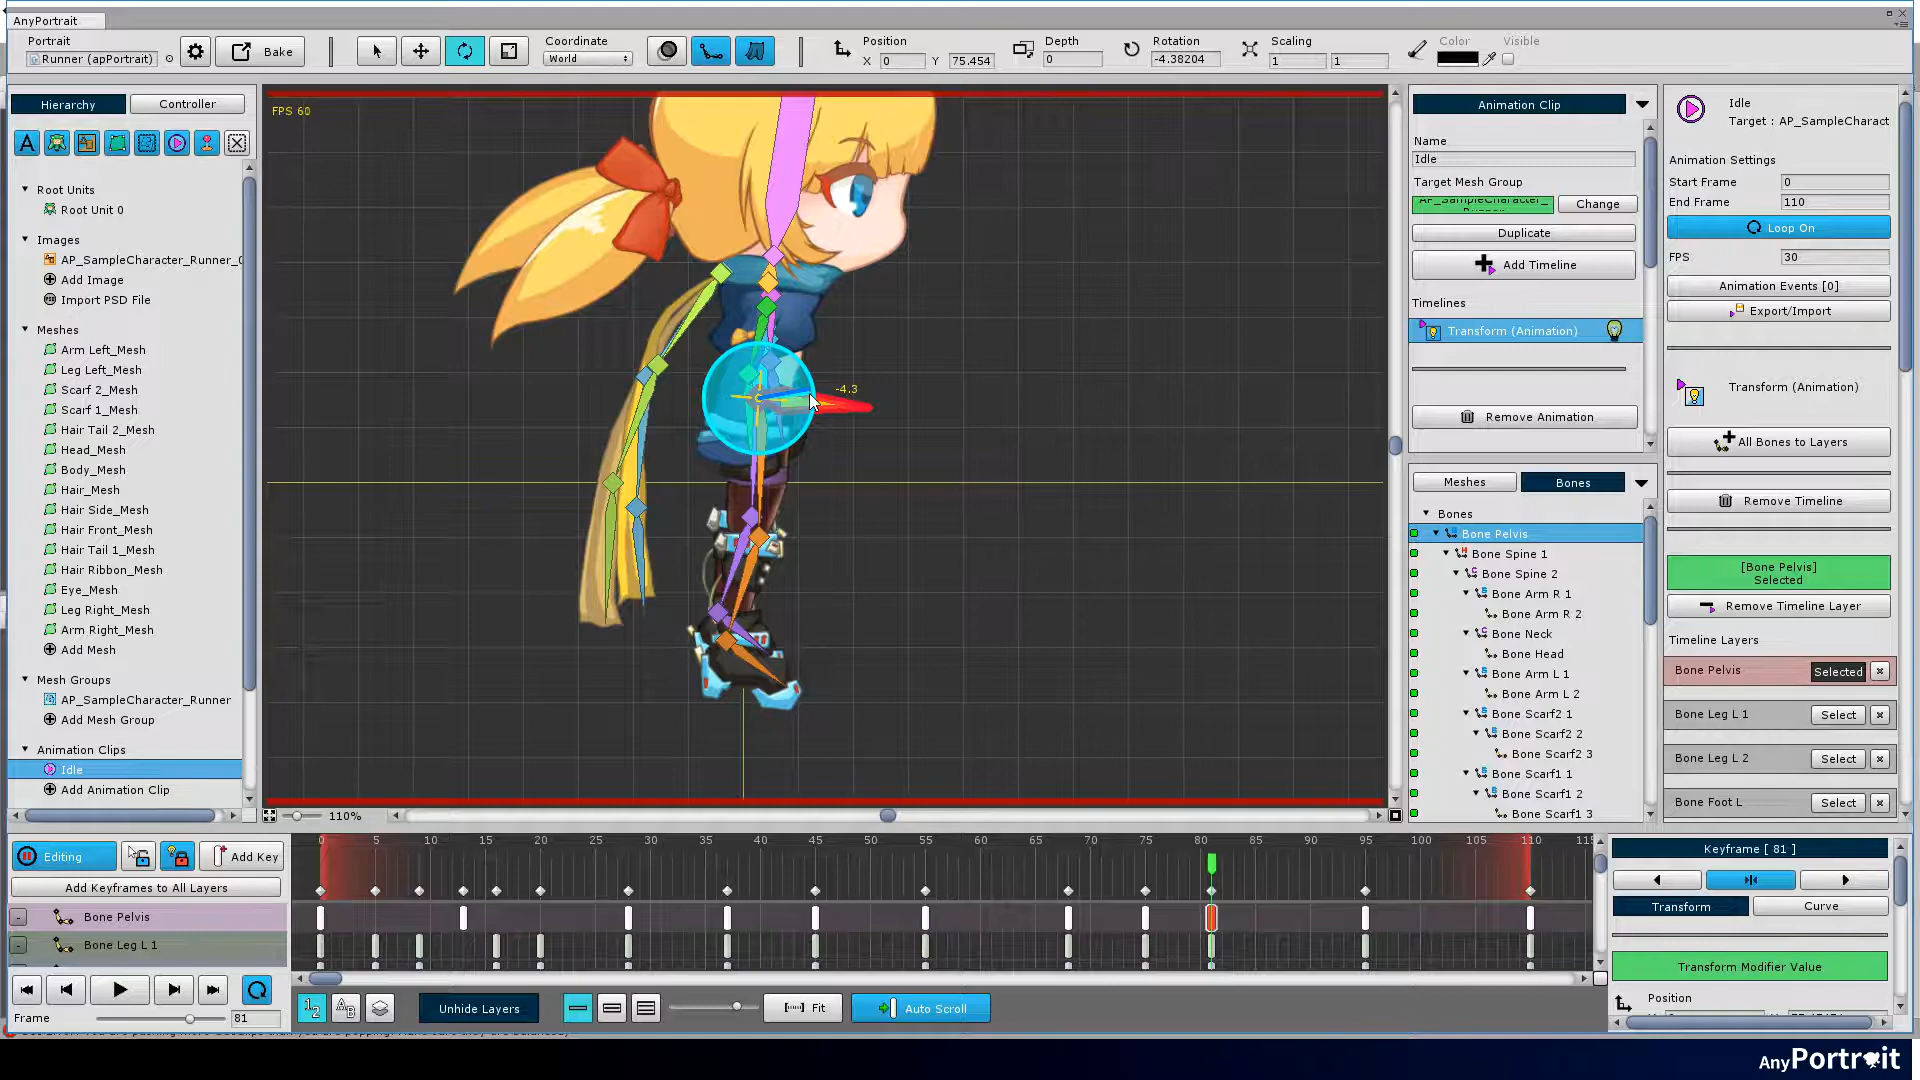 AnyPortrait
Portrait
Runner (apPortrait)
Bake
Coordinate
World
Position
X 0 Y 75.454
Depth
0
Rotation
-4.38204
Scaling
1 1
Color
Visible
Hierarchy
Controller
A
Root Units
Root Unit 0
Images
AP_SampleCharacter_Runner_0
Add Image
Import PSD File
Meshes
Arm Left_Mesh
Leg Left_Mesh
Scarf 2_Mesh
Scarf 1_Mesh
Hair Tail 2_Mesh
Head_Mesh
Body_Mesh
Hair_Mesh
Hair Side_Mesh
Hair Front_Mesh
Hair Tail 1_Mesh
Hair Ribbon_Mesh
Eye_Mesh
Leg Right_Mesh
Arm Right_Mesh
Add Mesh
Mesh Groups
AP_SampleCharacter_Runner
Add Mesh Group
Animation Clips
Idle
Add Animation Clip
FPS 60
-4.3
110%
Animation Clip
Name
Idle
Target Mesh Group
AP_SampleCharacter_
Runner
Change
Duplicate
Add Timeline
Timelines
Transform (Animation)
Remove Animation
Meshes
Bones
Bones
Bone Pelvis
Bone Spine 1
Bone Spine 2
Bone Arm R 1
Bone Arm R 2
Bone Neck
Bone Head
Bone Arm L 1
Bone Arm L 2
Bone Scarf2 1
Bone Scarf2 2
Bone Scarf2 3
Bone Scarf1 1
Bone Scarf1 2
Bone Scarf1 3
Idle
Target : AP_SampleCharact
Animation Settings
Start Frame 0
End Frame 110
Loop On
FPS 30
Animation Events [0]
Export/Import
Transform (Animation)
All Bones to Layers
Remove Timeline
[Bone Pelvis]
Selected
Remove Timeline Layer
Timeline Layers
Bone Pelvis Selected
Bone Leg L 1 Select
Bone Leg L 2 Select
Bone Foot L Select
Editing
Add Key
Add Keyframes to All Layers
Bone Pelvis
Bone Leg L 1
Frame 81
0 5 10 15 20 25 30 35 40 45 50 55 60 65 70 75 80 85 90 95 100 105 110 115
Unhide Layers
Fit
Auto Scroll
Keyframe [ 81 ]
Transform
Curve
Transform Modifier Value
Position
AnyPortrait